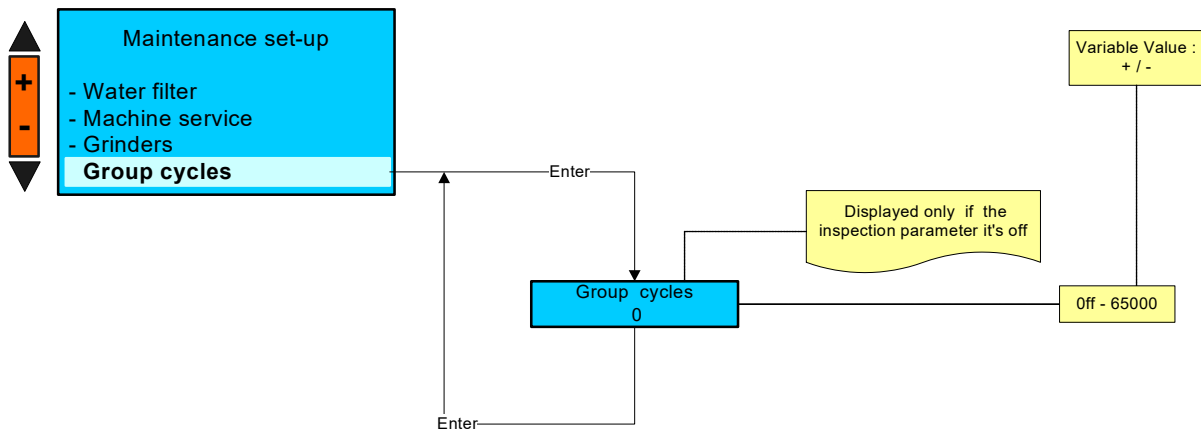 Maintenance set-up
+
-
- Water filter
- Machine service
- Grinders
Group cycles
Enter
Variable Value :
+ / -
Displayed only if the
inspection parameter it's off
Group cycles
0
0ff - 65000
Enter